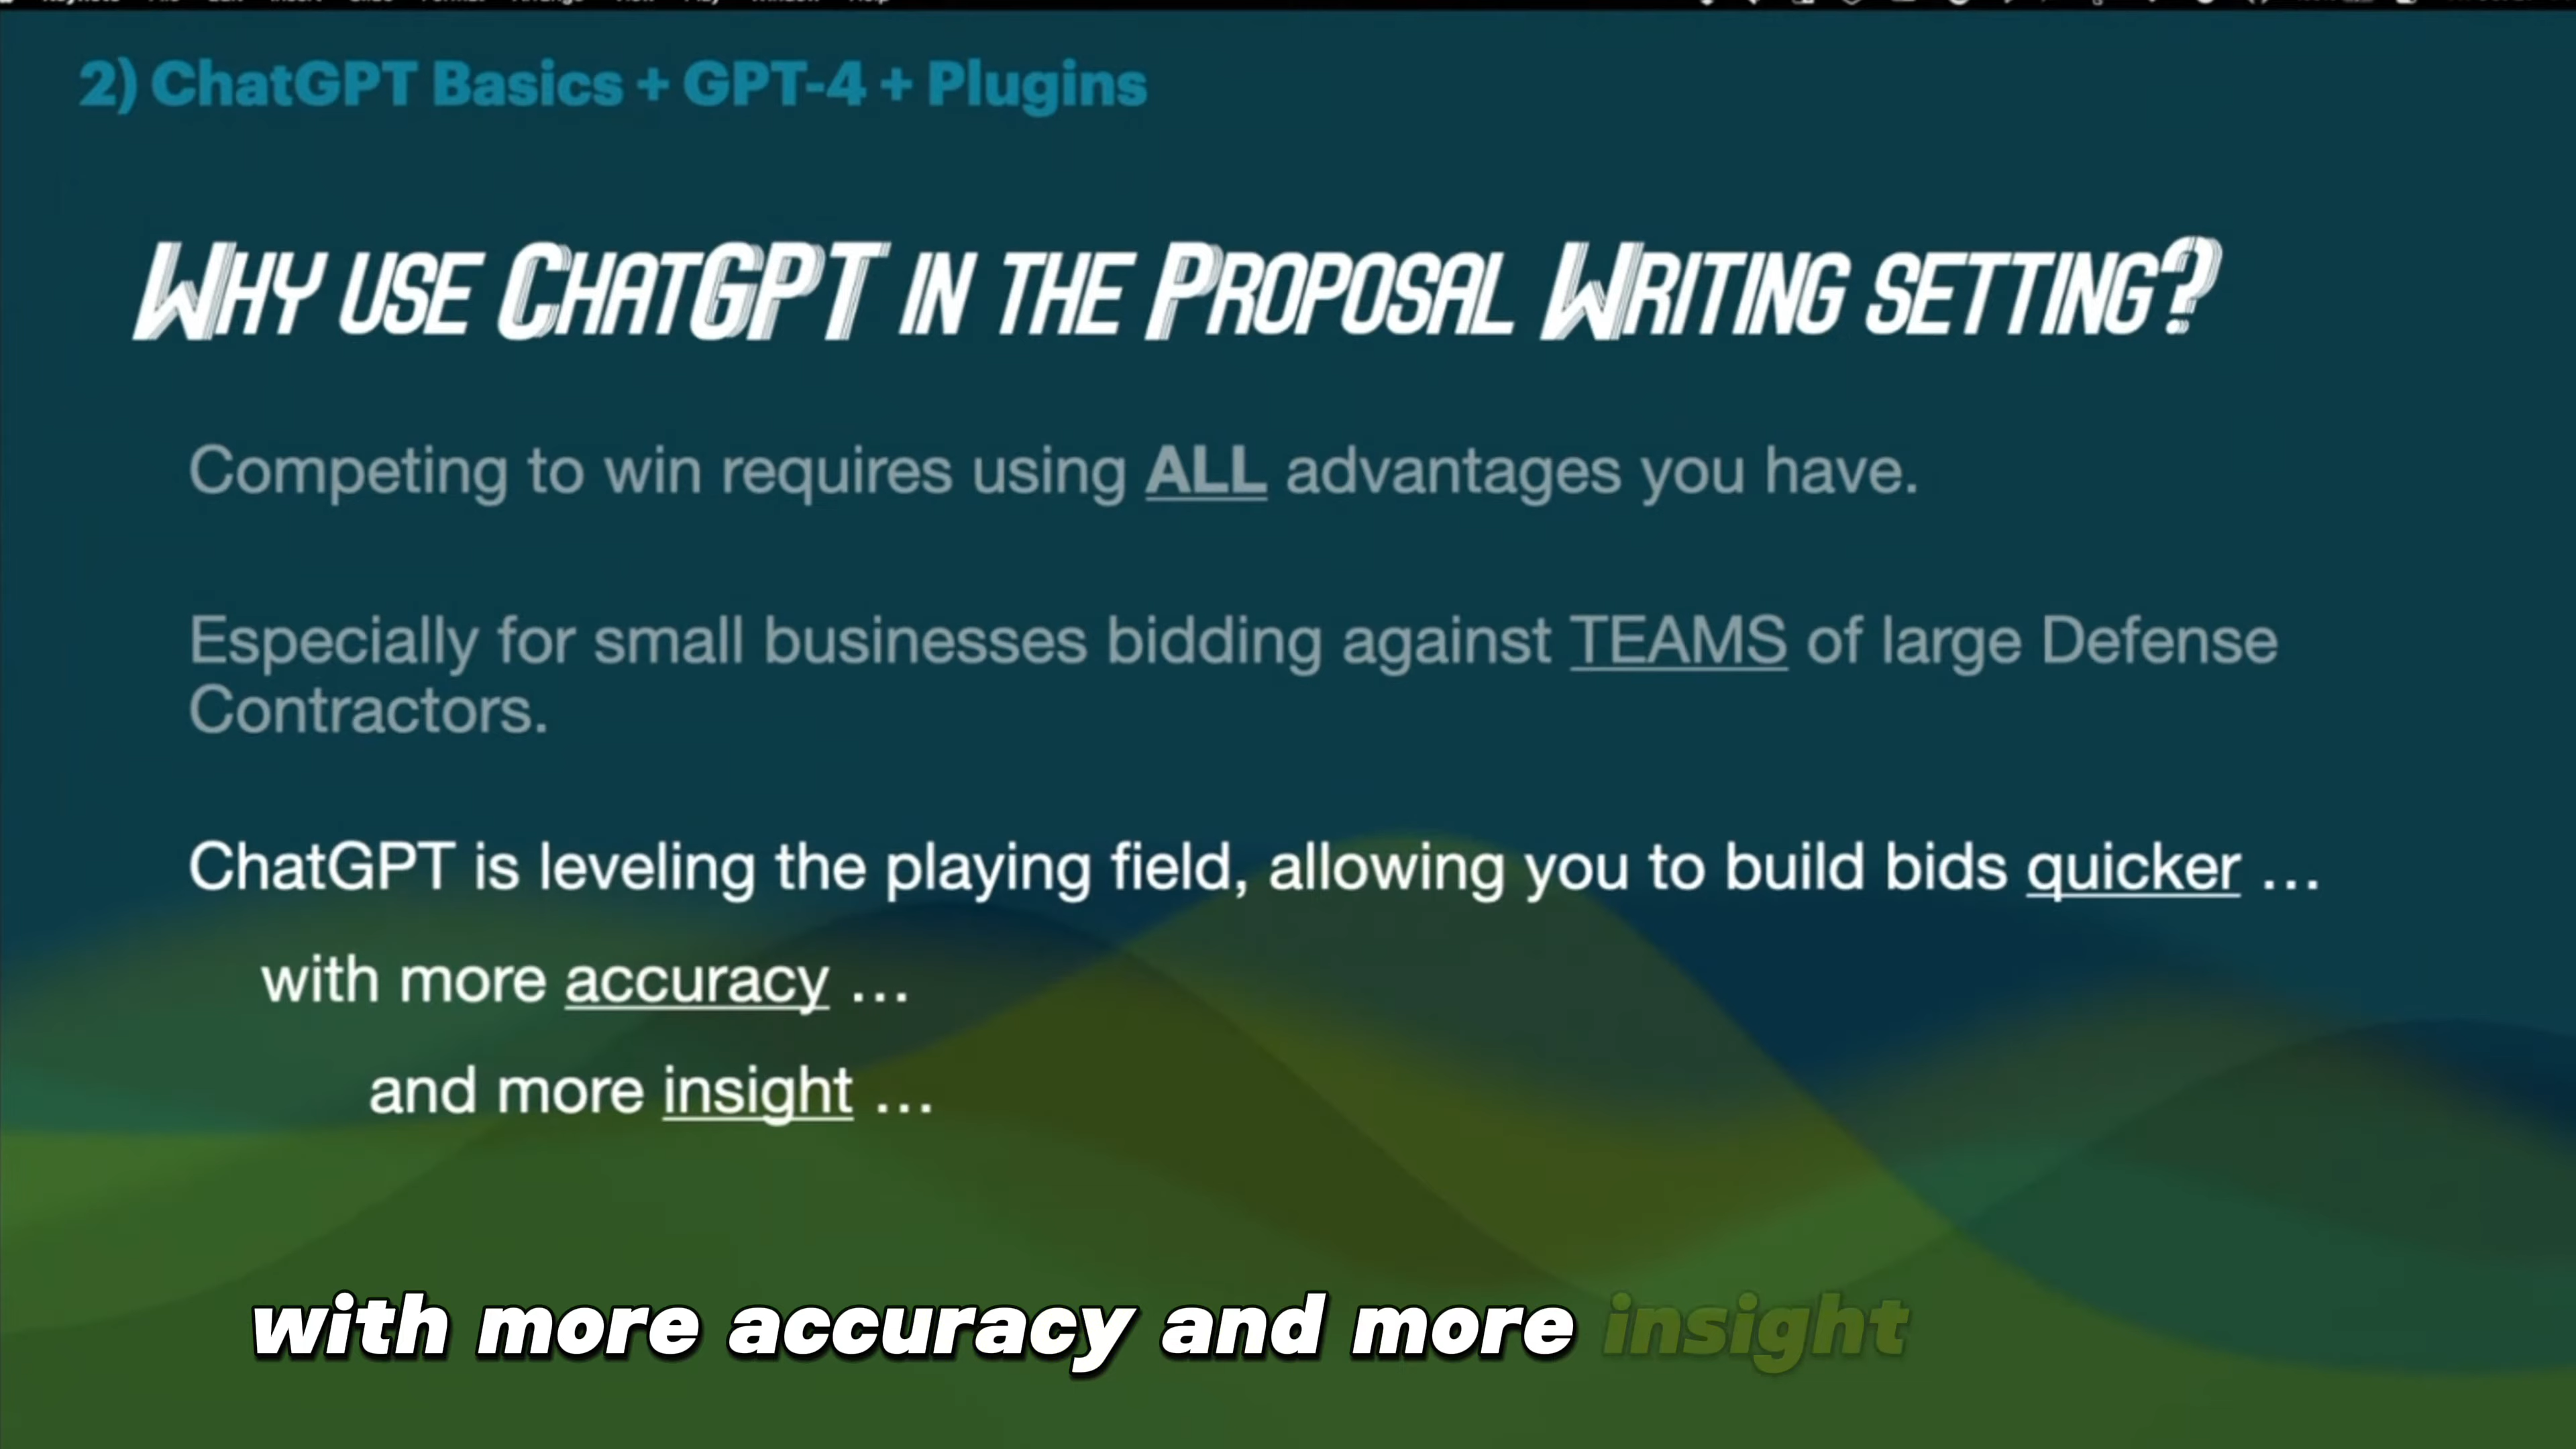 2) ChatGPT Basics + GPT-4 + Plugins
Why use ChatGPT in the Proposal Writing setting?
Competing to win requires using ALL advantages you have.
Especially for small businesses bidding against TEAMS of large Defense
Contractors.
ChatGPT is leveling the playing field, allowing you to build bids quicker ...
with more accuracy ...
and more insight ...
with more accuracy and more insight